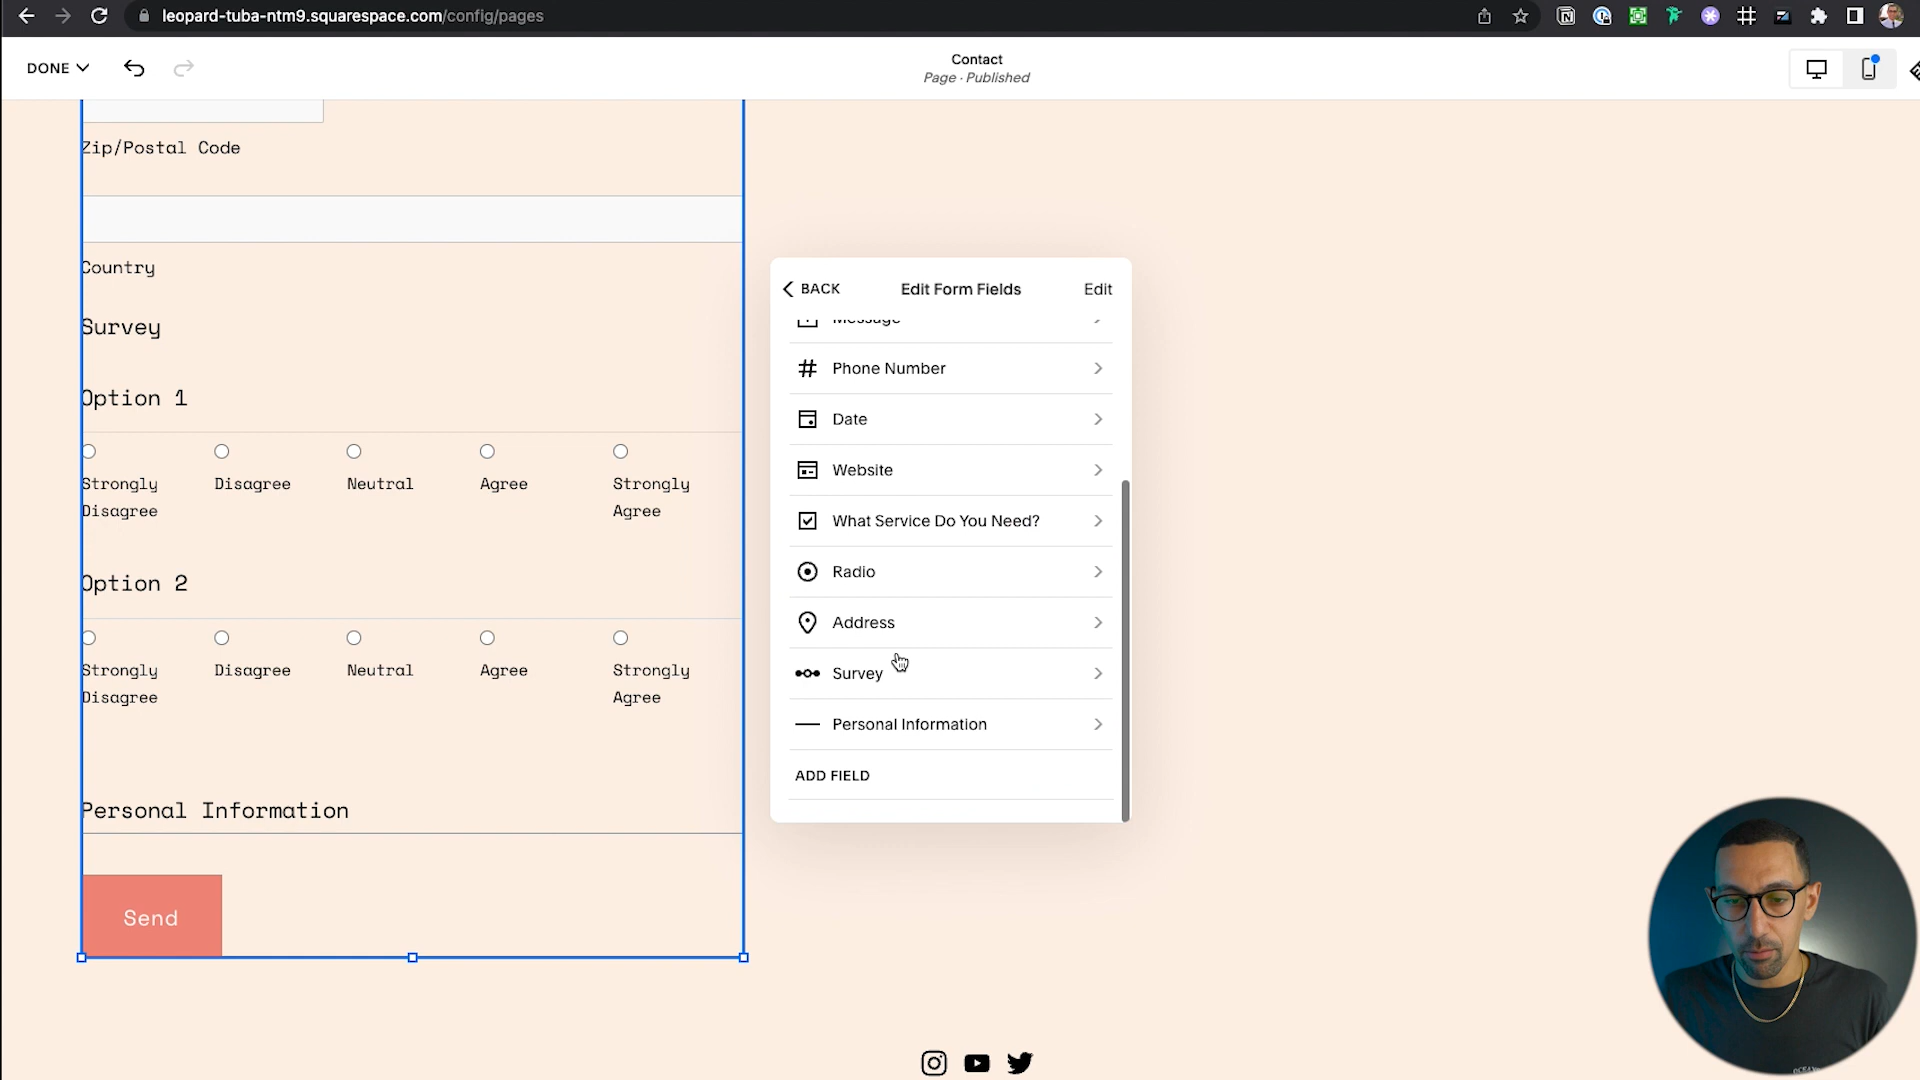 leopard-tuba-ntm9.squarespace.com/config/pages
DONE
Contact
Page · Published
Zip/Postal Code
Country
Survey
Option 1
Strongly Disagree
Disagree
Neutral
Agree
Strongly Agree
Option 2
Strongly Disagree
Disagree
Neutral
Agree
Strongly Agree
Personal Information
Send
BACK
Edit Form Fields
Edit
Message
Phone Number
Date
Website
What Service Do You Need?
Radio
Address
Survey
Personal Information
ADD FIELD